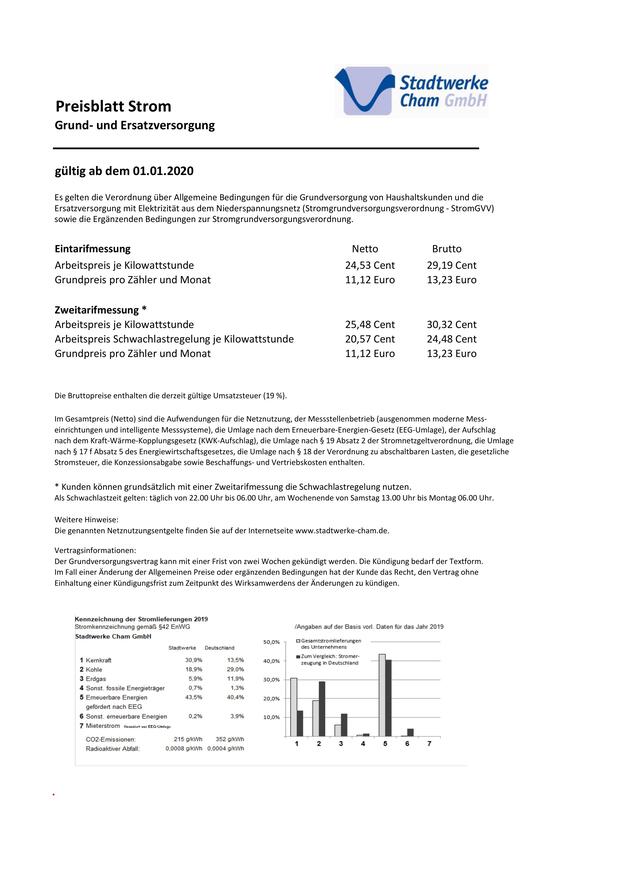 Stadtwerke
Cham GmbH
Preisblatt Strom
Grund- und Ersatzversorgung
gültig ab dem 01.01.2020
Es gelten die Verordnung über Allgemeine Bedingungen für die Grundversorgung von Haushaltskunden und die
Ersatzversorgung mit Elektrizität aus dem Niederspannungsnetz (Stromgrundversorgungsverordnung - StromGVV)
sowie die Ergänzenden Bedingungen zur Stromgrundversorgungsverordnung.
Eintarifmessung Netto Brutto
Arbeitspreis je Kilowattstunde 24,53 Cent 29,19 Cent
Grundpreis pro Zähler und Monat 11,12 Euro 13,23 Euro
Zweitarifmessung *
Arbeitspreis je Kilowattstunde 25,48 Cent 30,32 Cent
Arbeitspreis Schwachlastregelung je Kilowattstunde 20,57 Cent 24,48 Cent
Grundpreis pro Zähler und Monat 11,12 Euro 13,23 Euro
Die Bruttopreise enthalten die derzeit gültige Umsatzsteuer (19 %).
Im Gesamtpreis (Netto) sind die Aufwendungen für die Netznutzung, der Messstellenbetrieb (ausgenommen moderne Mess-
einrichtungen und intelligente Messsysteme), die Umlage nach dem Erneuerbare-Energien-Gesetz (EEG-Umlage), der Aufschlag
nach dem Kraft-Wärme-Kopplungsgesetz (KWK-Aufschlag), die Umlage nach § 19 Absatz 2 der Stromnetzgeltverordnung, die Umlage
nach § 17 f Absatz 5 des Energiewirtschaftsgesetzes, die Umlage nach § 18 der Verordnung zu abschaltbaren Lasten, die gesetzliche
Stromsteuer, die Konzessionsabgabe sowie Beschaffungs- und Vertriebskosten enthalten.
* Kunden können grundsätzlich mit einer Zweitarifmessung die Schwachlastregelung nutzen.
Als Schwachlastzeit gelten: täglich von 22.00 Uhr bis 06.00 Uhr, am Wochenende von Samstag 13.00 Uhr bis Montag 06.00 Uhr.
Weitere Hinweise:
Die genannten Netznutzungsentgelte finden Sie auf der Internetseite www.stadtwerke-cham.de.
Vertragsinformationen:
Der Grundversorgungsvertrag kann mit einer Frist von zwei Wochen gekündigt werden. Die Kündigung bedarf der Textform.
Im Fall einer Änderung der Allgemeinen Preise oder ergänzenden Bedingungen hat der Kunde das Recht, den Vertrag ohne
Einhaltung einer Kündigungsfrist zum Zeitpunkt des Wirksamwerdens der Änderungen zu kündigen.
Kennzeichnung der Stromlieferungen 2019
Stromkennzeichnung gemäß §42 EnWG /Angaben auf der Basis vorl. Daten für das Jahr 2019
Stadtwerke Cham GmbH
Stadtwerke Deutschland
1 Kernkraft 30,9% 13,5%
2 Kohle 18,9% 29,0%
3 Erdgas 5,9% 11,9%
4 Sonst. fossile Energieträger 0,7% 1,3%
5 Erneuerbare Energien 43,5% 40,4%
gefördert nach EEG
6 Sonst. erneuerbare Energien 0,2% 3,9%
7 Mieterstrom
CO2-Emissionen: 215 g/kWh 352 g/kWh
Radioaktiver Abfall: 0,0008 g/kWh 0,0004 g/kWh
50,0%
40,0%
30,0%
20,0%
10,0%
Gesamtstromlieferungen
des Unternehmens
Zum Vergleich: Stromer-
zeugung in Deutschland
1 2 3 4 5 6 7